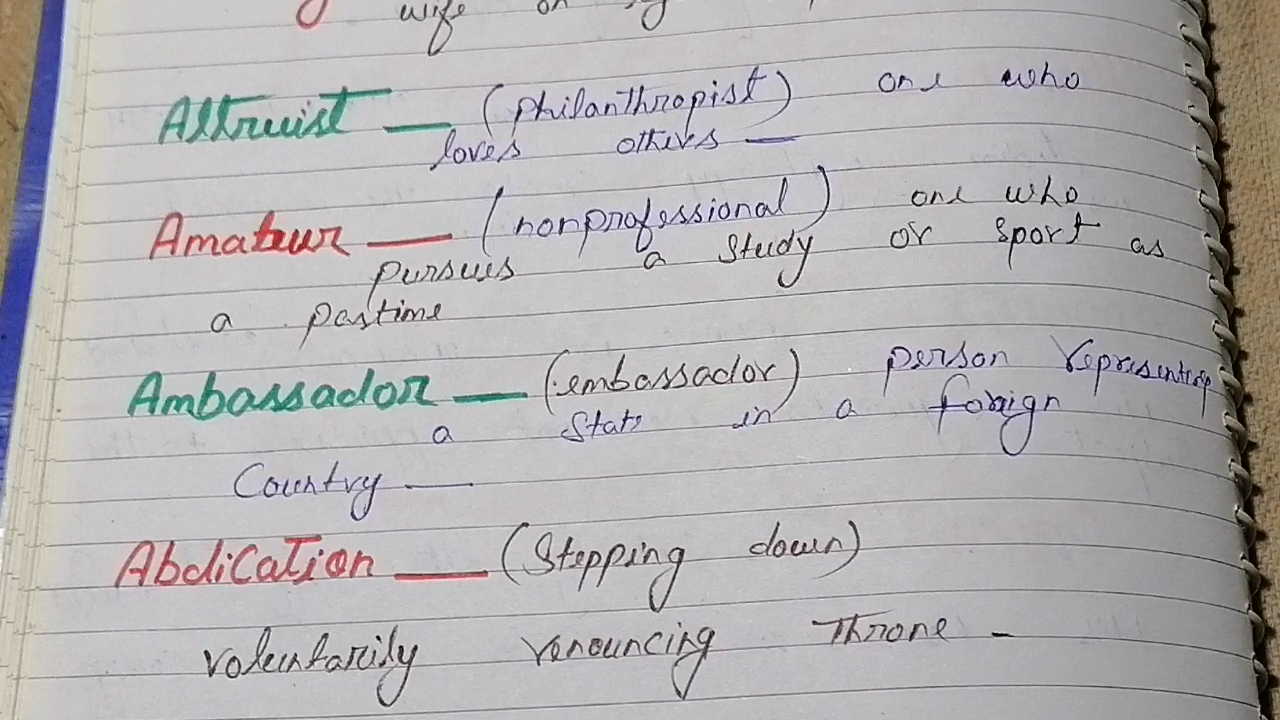 wife or
Altruist — (philanthropist) one who
loves others —
Amateur — (nonprofessional) one who
pursues a study or sport as
a pastime
Ambassador — (embassador) person representing
a State in a foreign
Country —
Abdication — (Stepping down)
voluntarily renouncing Throne -